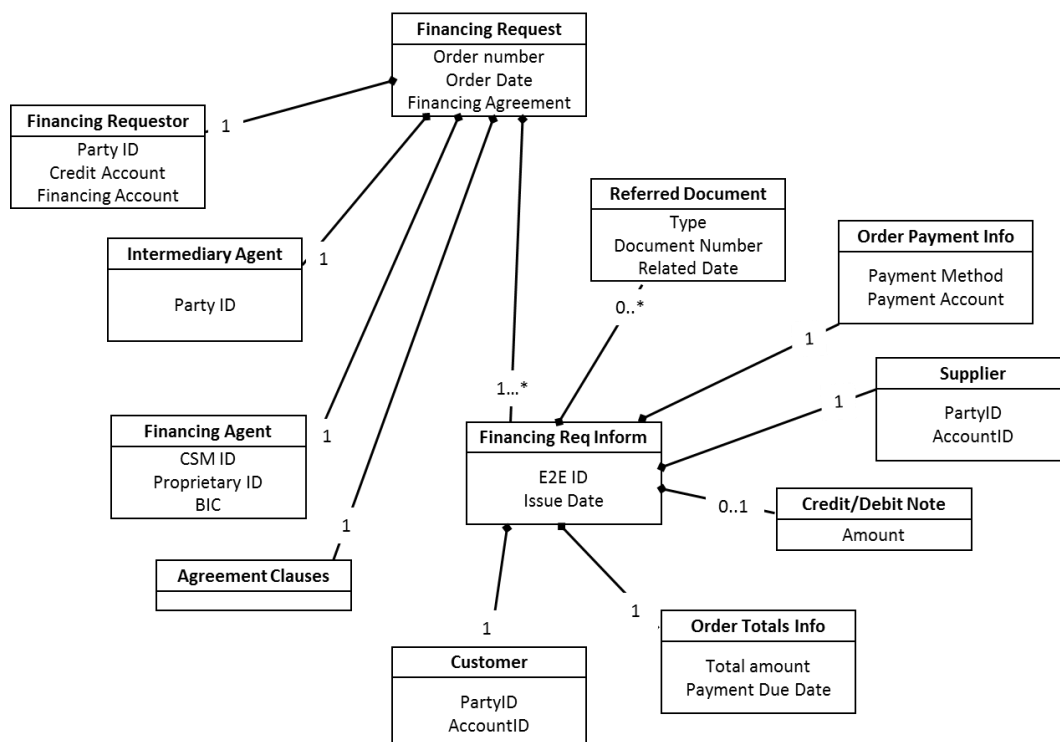 Financing Request
Order number
Order Date
Financing Agreement
Financing Requestor
Party ID
Credit Account
Financing Account
1
Intermediary Agent
Party ID
1
Referred Document
Type
Document Number
Related Date
0..*
Order Payment Info
Payment Method
Payment Account
1
Supplier
PartyID
AccountID
1
1...*
Financing Agent
CSM ID
Proprietary ID
BIC
1
Financing Req Inform
E2E ID
Issue Date
Credit/Debit Note
Amount
0..1
Agreement Clauses
1
Order Totals Info
Total amount
Payment Due Date
1
Customer
PartyID
AccountID
1